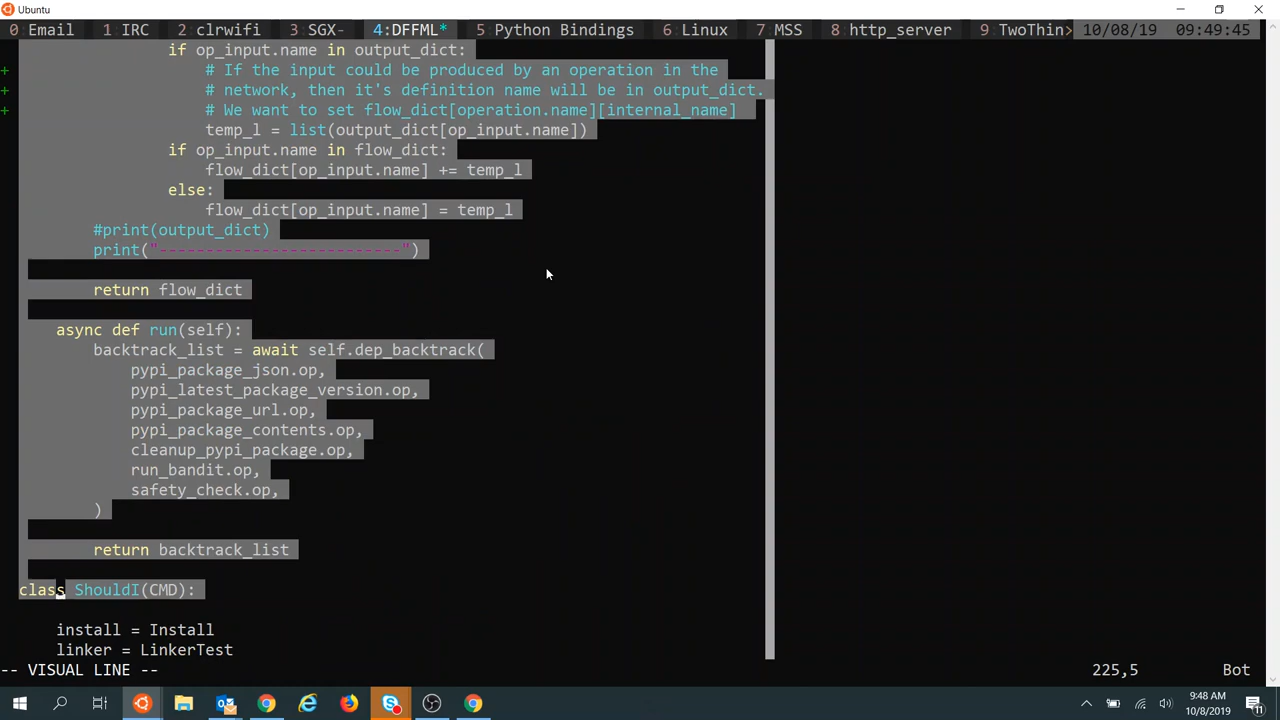 Ubuntu
0 Email 1 IRC 2 clrwifi 3 SGX- 4:DFFML* 5 Python Bindings 6 Linux 7 MSS 8 http_server 9 TwoThin> 10/08/19 09:49:45
if op_input.name in output_dict:
+ # If the input could be produced by an operation in the
+ # network, then it's definition name will be in output_dict.
+ # We want to set flow_dict[operation.name][internal_name]
temp_l = list(output_dict[op_input.name])
if op_input.name in flow_dict:
flow_dict[op_input.name] += temp_l
else:
flow_dict[op_input.name] = temp_l
#print(output_dict)
print("--------------------------")
return flow_dict
async def run(self):
backtrack_list = await self.dep_backtrack(
pypi_package_json.op,
pypi_latest_package_version.op,
pypi_package_url.op,
pypi_package_contents.op,
cleanup_pypi_package.op,
run_bandit.op,
safety_check.op,
)
return backtrack_list
class ShouldI(CMD):
install = Install
linker = LinkerTest
-- VISUAL LINE -- 225,5 Bot
9:48 AM
10/8/2019
11